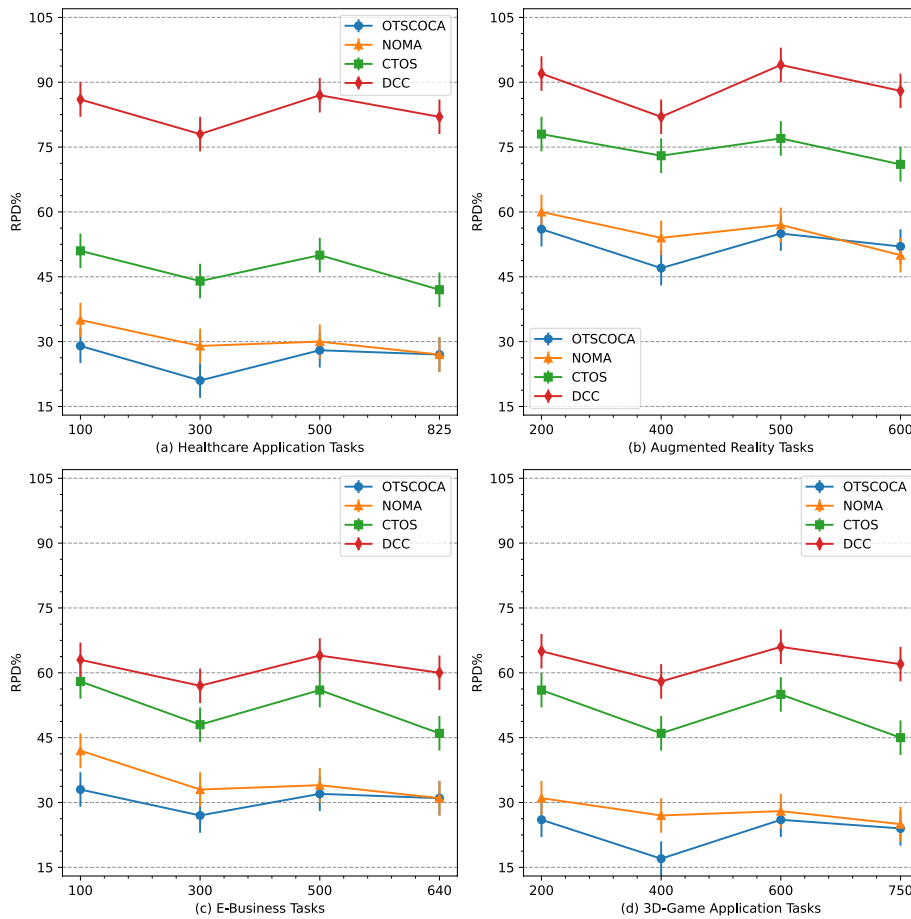 105
90
75
60
45
30
15
RPD%
OTSCOCA
NOMA
CTOS
DCC
100 300 500 825
(a) Healthcare Application Tasks
105
90
75
60
45
30
15
RPD%
OTSCOCA
NOMA
CTOS
DCC
200 400 500 600
(b) Augmented Reality Tasks
105
90
75
60
45
30
15
RPD%
OTSCOCA
NOMA
CTOS
DCC
100 300 500 640
(c) E-Business Tasks
105
90
75
60
45
30
15
RPD%
OTSCOCA
NOMA
CTOS
DCC
200 400 600 750
(d) 3D-Game Application Tasks